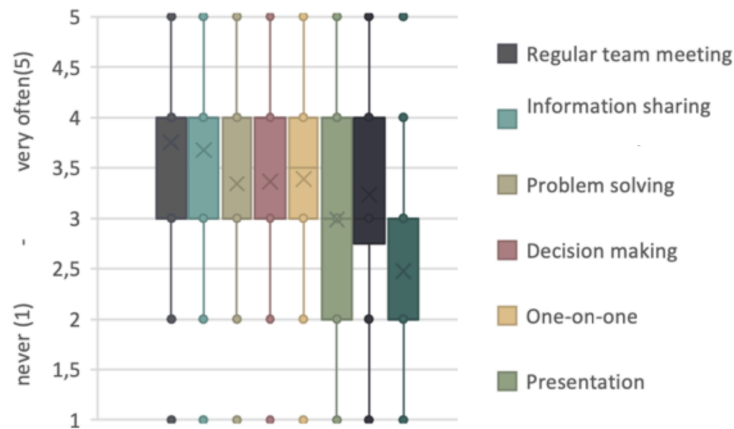 very often(5)
-
never (1)
5
4,5
4
3,5
3
2,5
2
1,5
1
Regular team meeting
Information sharing
Problem solving
Decision making
One-on-one
Presentation